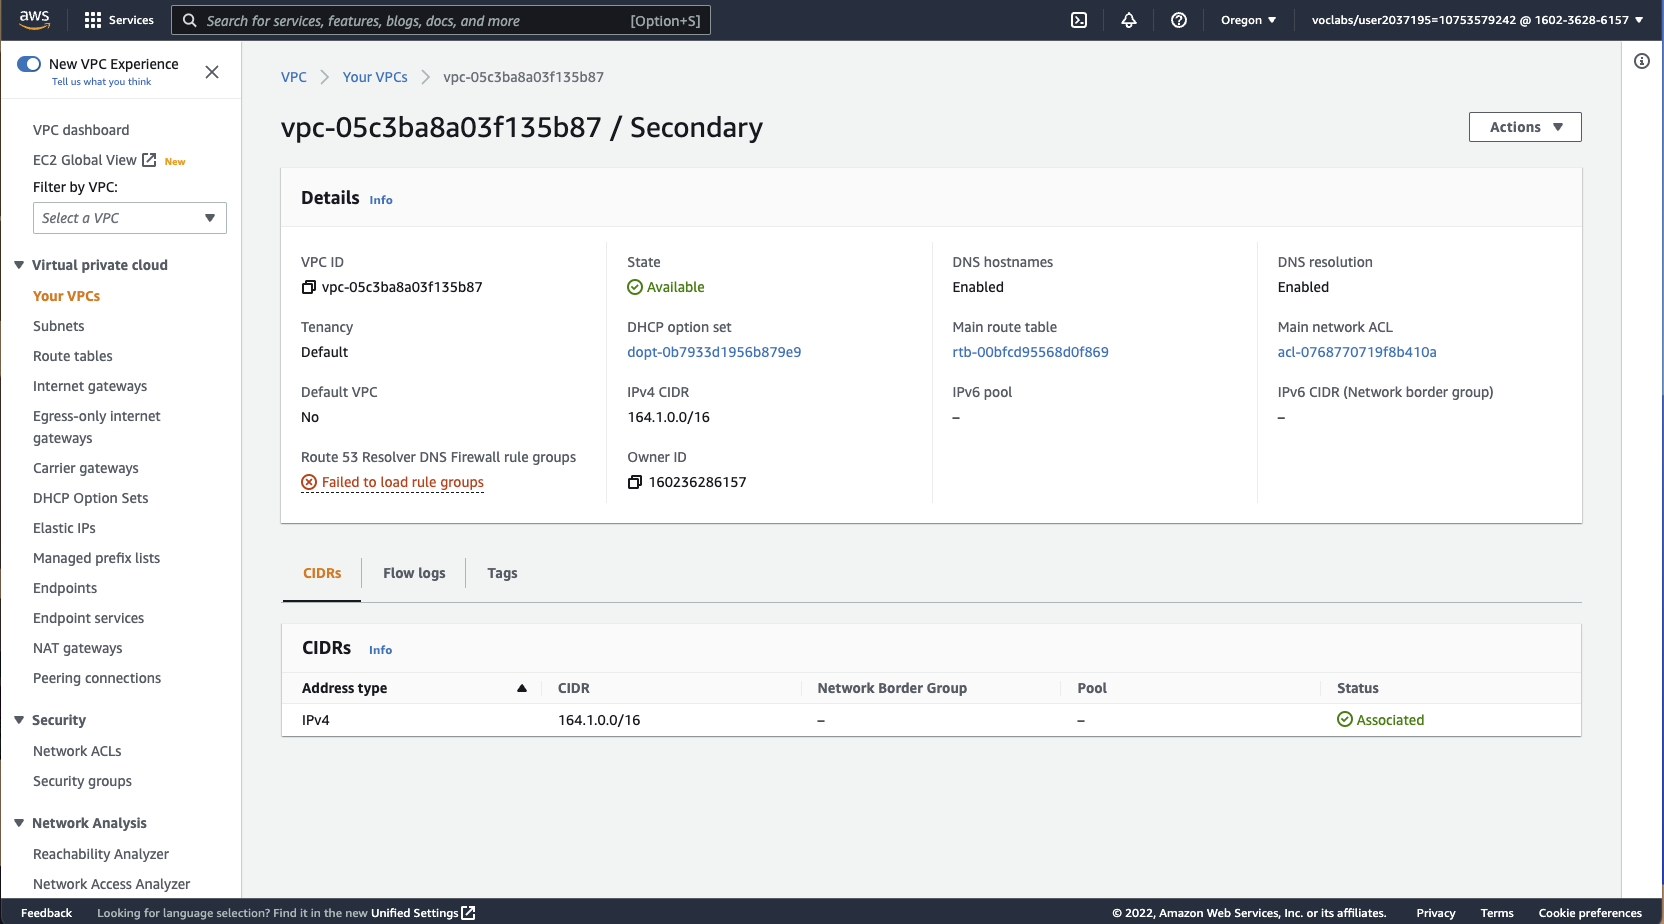 aws
Services
Search for services, features, blogs, docs, and more
[Option+S]
Oregon
voclabs/user2037195=10753579242 @ 1602-3628-6157
New VPC Experience
Tell us what you think
VPC dashboard
EC2 Global View New
Filter by VPC:
Select a VPC
Virtual private cloud
Your VPCs
Subnets
Route tables
Internet gateways
Egress-only internet
gateways
Carrier gateways
DHCP Option Sets
Elastic IPs
Managed prefix lists
Endpoints
Endpoint services
NAT gateways
Peering connections
Security
Network ACLs
Security groups
Network Analysis
Reachability Analyzer
Network Access Analyzer
VPC
Your VPCs
vpc-05c3ba8a03f135b87
vpc-05c3ba8a03f135b87 / Secondary
Actions
Details Info
VPC ID
vpc-05c3ba8a03f135b87
State
Available
DNS hostnames
Enabled
DNS resolution
Enabled
Tenancy
Default
DHCP option set
dopt-0b7933d1956b879e9
Main route table
rtb-00bfcd95568d0f869
Main network ACL
acl-0768770719f8b410a
Default VPC
No
IPv4 CIDR
164.1.0.0/16
IPv6 pool
–
IPv6 CIDR (Network border group)
–
Route 53 Resolver DNS Firewall rule groups
Failed to load rule groups
Owner ID
160236286157
CIDRs
Flow logs
Tags
CIDRs Info
Address type CIDR Network Border Group Pool Status
IPv4 164.1.0.0/16 – – Associated
Feedback
Looking for language selection? Find it in the new Unified Settings
© 2022, Amazon Web Services, Inc. or its affiliates.
Privacy
Terms
Cookie preferences